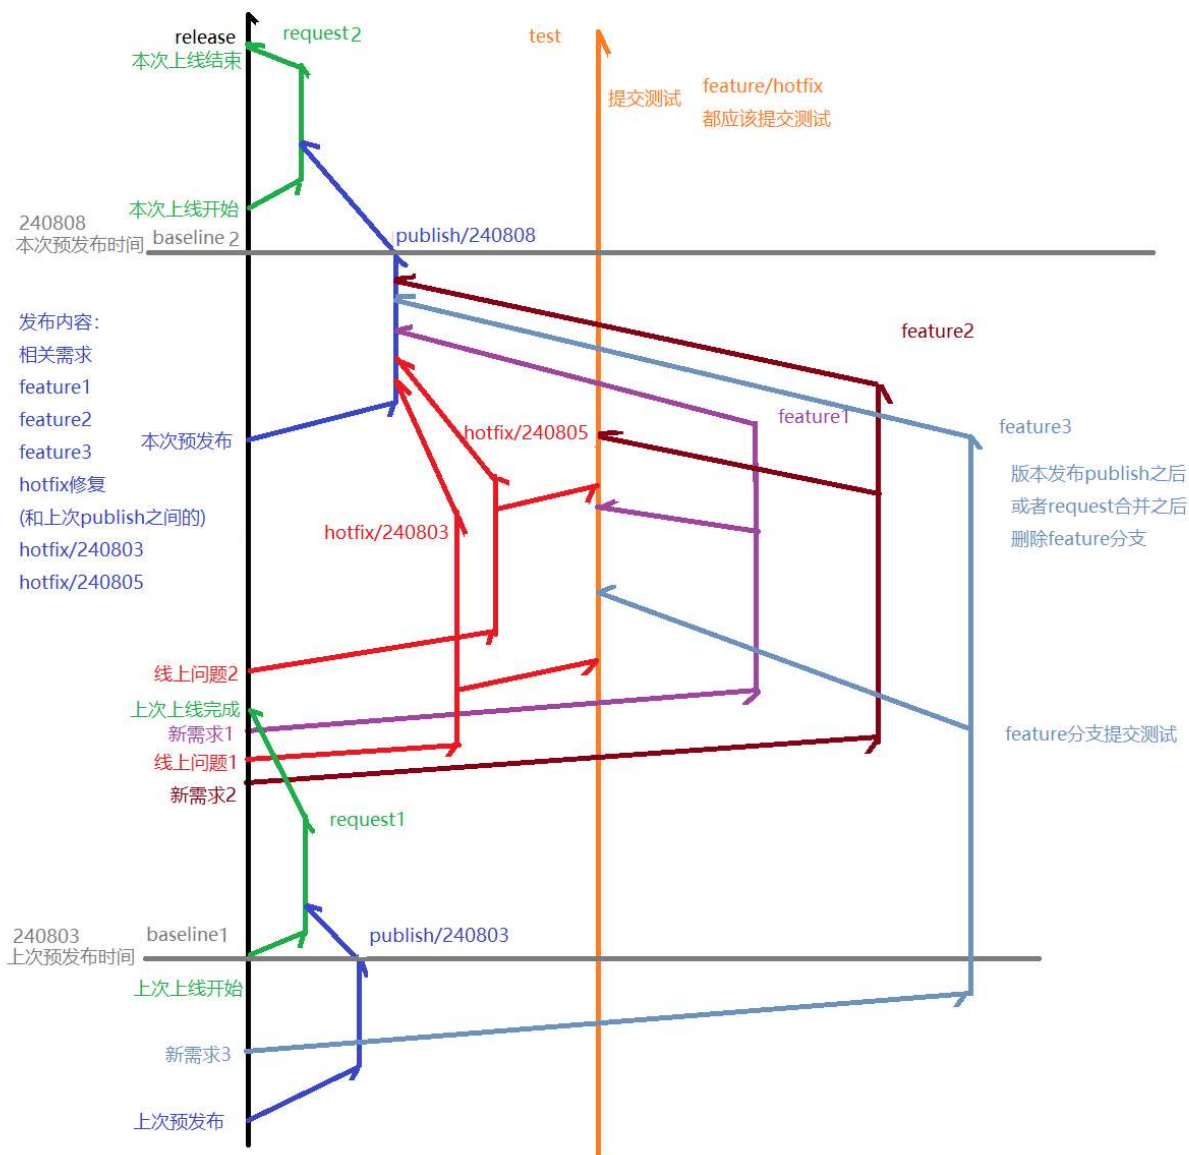 release
request2
test
本次上线结束
提交测试
feature/hotfix
都应该提交测试
本次上线开始
240808
本次预发布时间
baseline 2
publish/240808
发布内容：
相关需求
feature1
feature2
feature3
hotfix修复
(和上次publish之间的)
hotfix/240803
hotfix/240805
feature2
feature1
feature3
本次预发布
hotfix/240805
版本发布publish之后
或者request合并之后
删除feature分支
hotfix/240803
线上问题2
上次上线完成
新需求1
线上问题1
新需求2
feature分支提交测试
request1
240803
上次预发布时间
baseline1
publish/240803
上次上线开始
新需求3
上次预发布